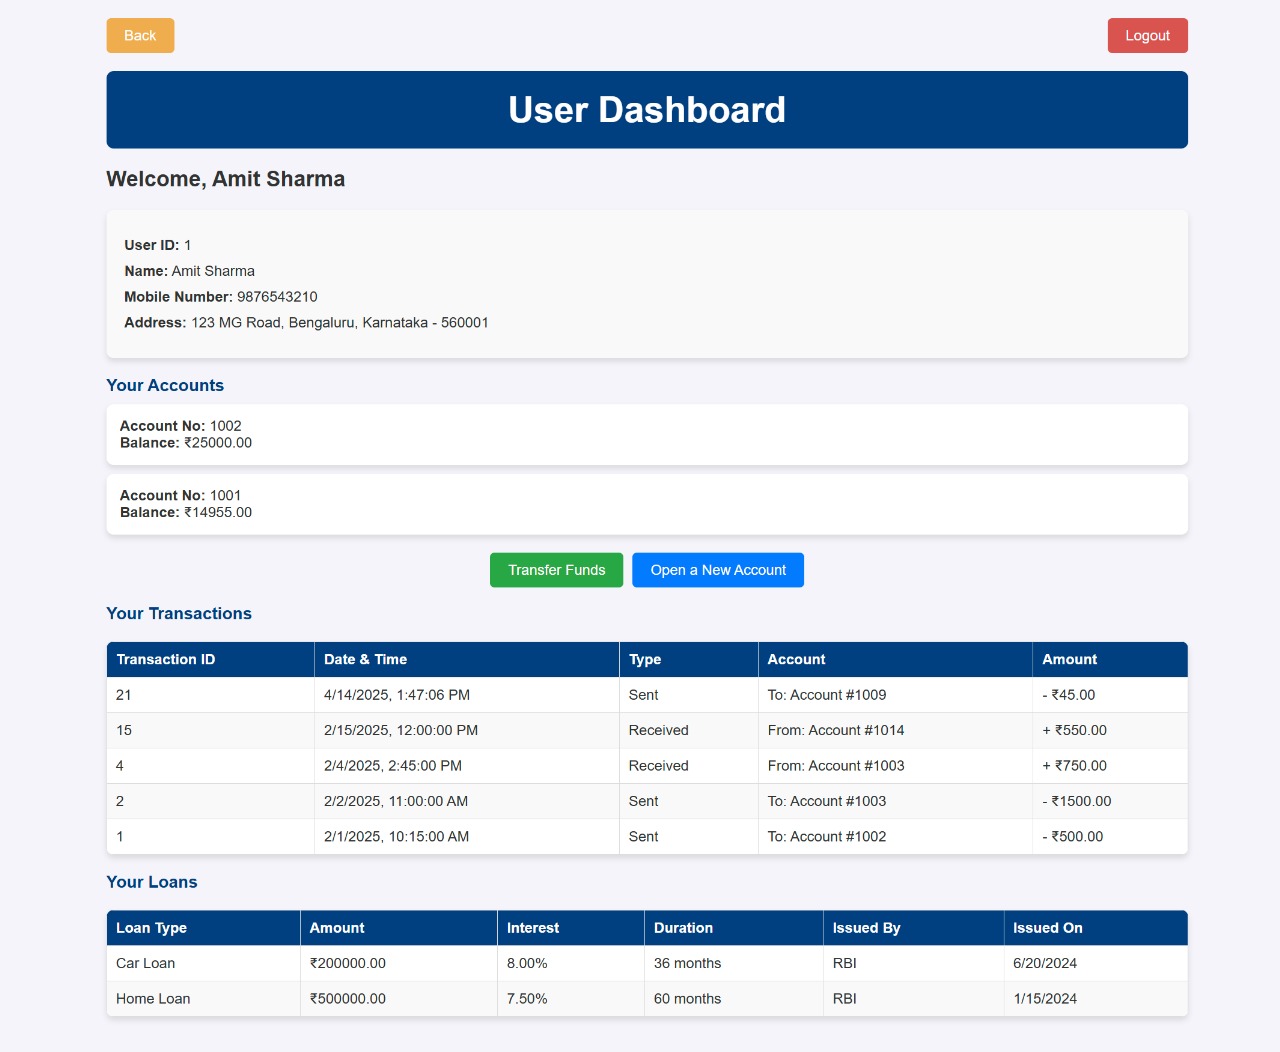 Back
Logout
User Dashboard
Welcome, Amit Sharma
User ID: 1
Name: Amit Sharma
Mobile Number: 9876543210
Address: 123 MG Road, Bengaluru, Karnataka - 560001
Your Accounts
Account No: 1002
Balance: ₹25000.00
Account No: 1001
Balance: ₹14955.00
Transfer Funds
Open a New Account
Your Transactions
Transaction ID Date & Time Type Account Amount
21 4/14/2025, 1:47:06 PM Sent To: Account #1009 - ₹45.00
15 2/15/2025, 12:00:00 PM Received From: Account #1014 + ₹550.00
4 2/4/2025, 2:45:00 PM Received From: Account #1003 + ₹750.00
2 2/2/2025, 11:00:00 AM Sent To: Account #1003 - ₹1500.00
1 2/1/2025, 10:15:00 AM Sent To: Account #1002 - ₹500.00
Your Loans
Loan Type Amount Interest Duration Issued By Issued On
Car Loan ₹200000.00 8.00% 36 months RBI 6/20/2024
Home Loan ₹500000.00 7.50% 60 months RBI 1/15/2024